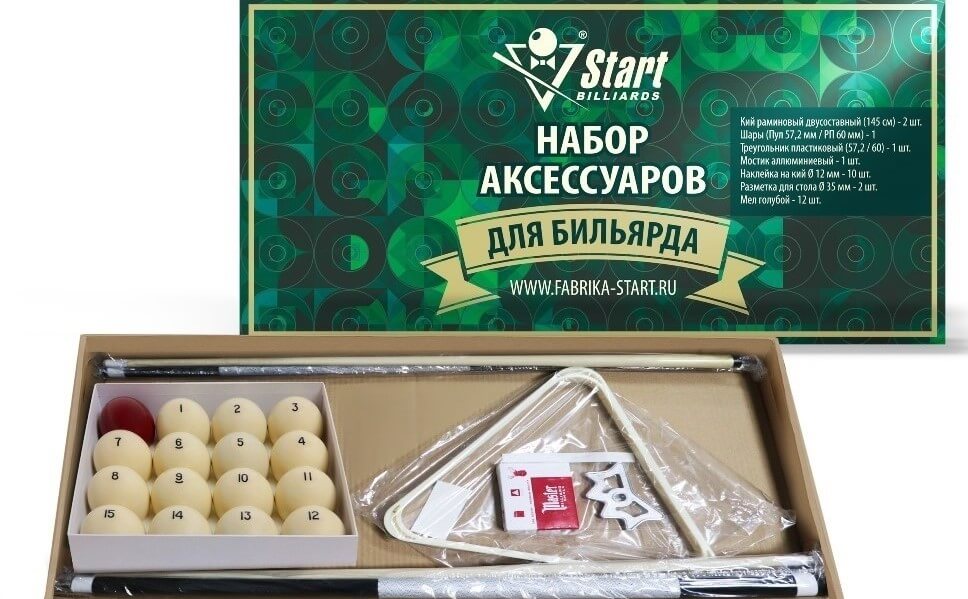 Start®
BILLIARDS
НАБОР
АКСЕССУАРОВ
ДЛЯ БИЛЬЯРДА
WWW.FABRIKA-START.RU
Кий раминовый двусоставный (145 см) - 2 шт.
Шары (Пул 57,2 мм / РП 60 мм) - 1
Треугольник пластиковый (57,2 / 60) - 1 шт.
Мостик аллюминиевый - 1 шт.
Наклейка на кий Ø 12 мм - 10 шт.
Разметка для стола Ø 35 мм - 2 шт.
Мел голубой - 12 шт.
1 2 3
7 6 5 4
8 9 10 11
15 14 13 12
Master